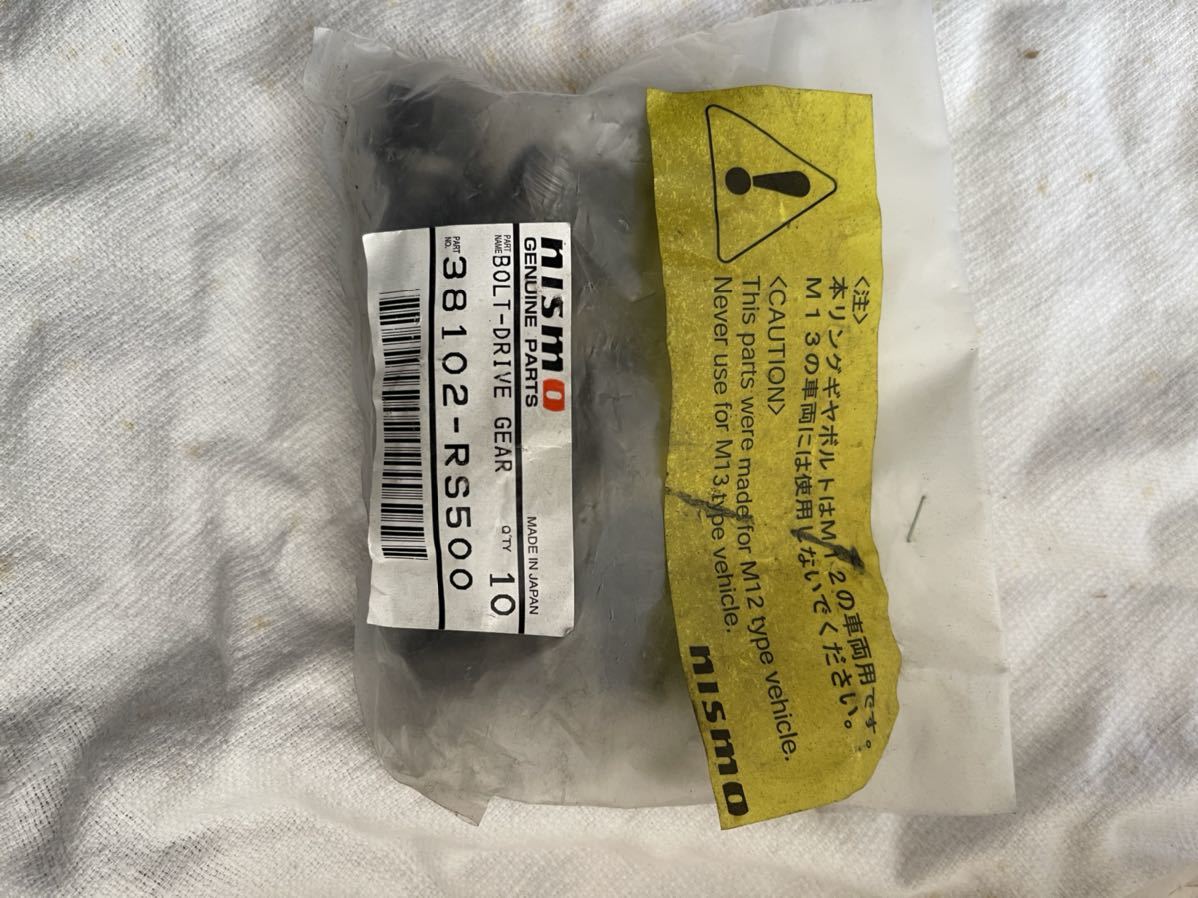 nismo
GENUINE PARTS
MADE IN JAPAN
PART NAME BOLT-DRIVE GEAR Q'TY 10
PART NO. 38102-RS500
<注>
本リングギヤボルトはM12の車両用です。
M13の車両には使用しないでください。
<CAUTION>
This parts were made for M12 type vehicle.
Never use for M13 type vehicle.
nismo